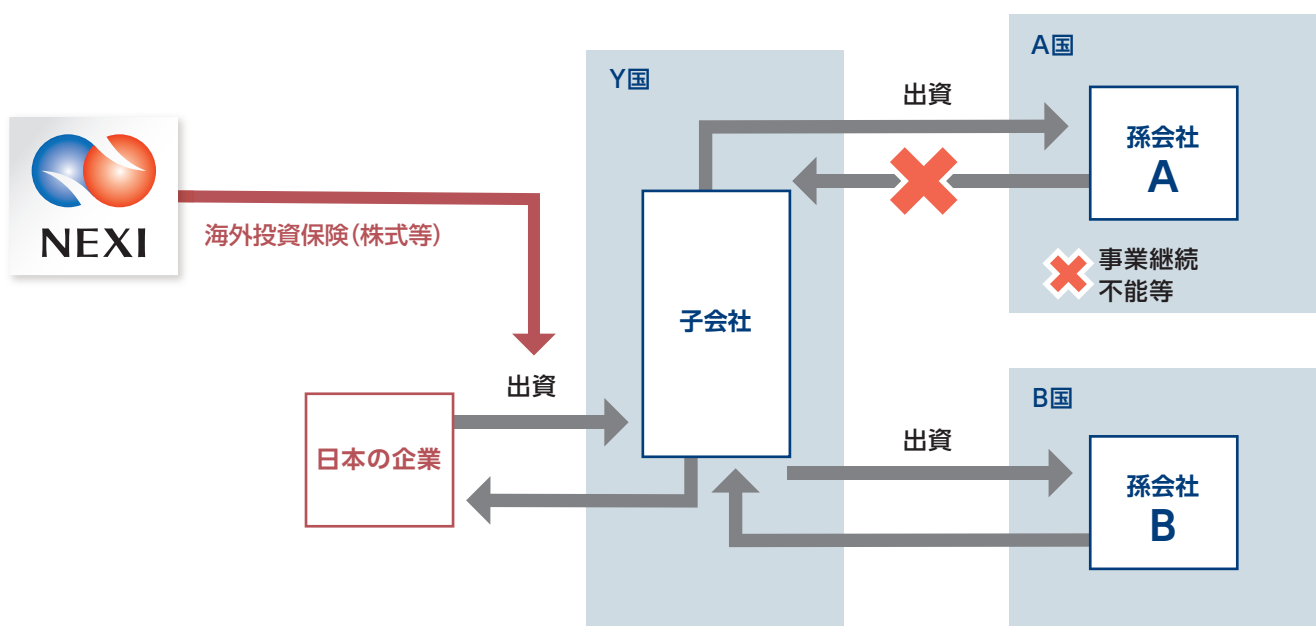 NEXI
海外投資保険(株式等)
日本の企業
出資
Y国
子会社
出資
A国
孫会社
A
事業継続
不能等
出資
B国
孫会社
B